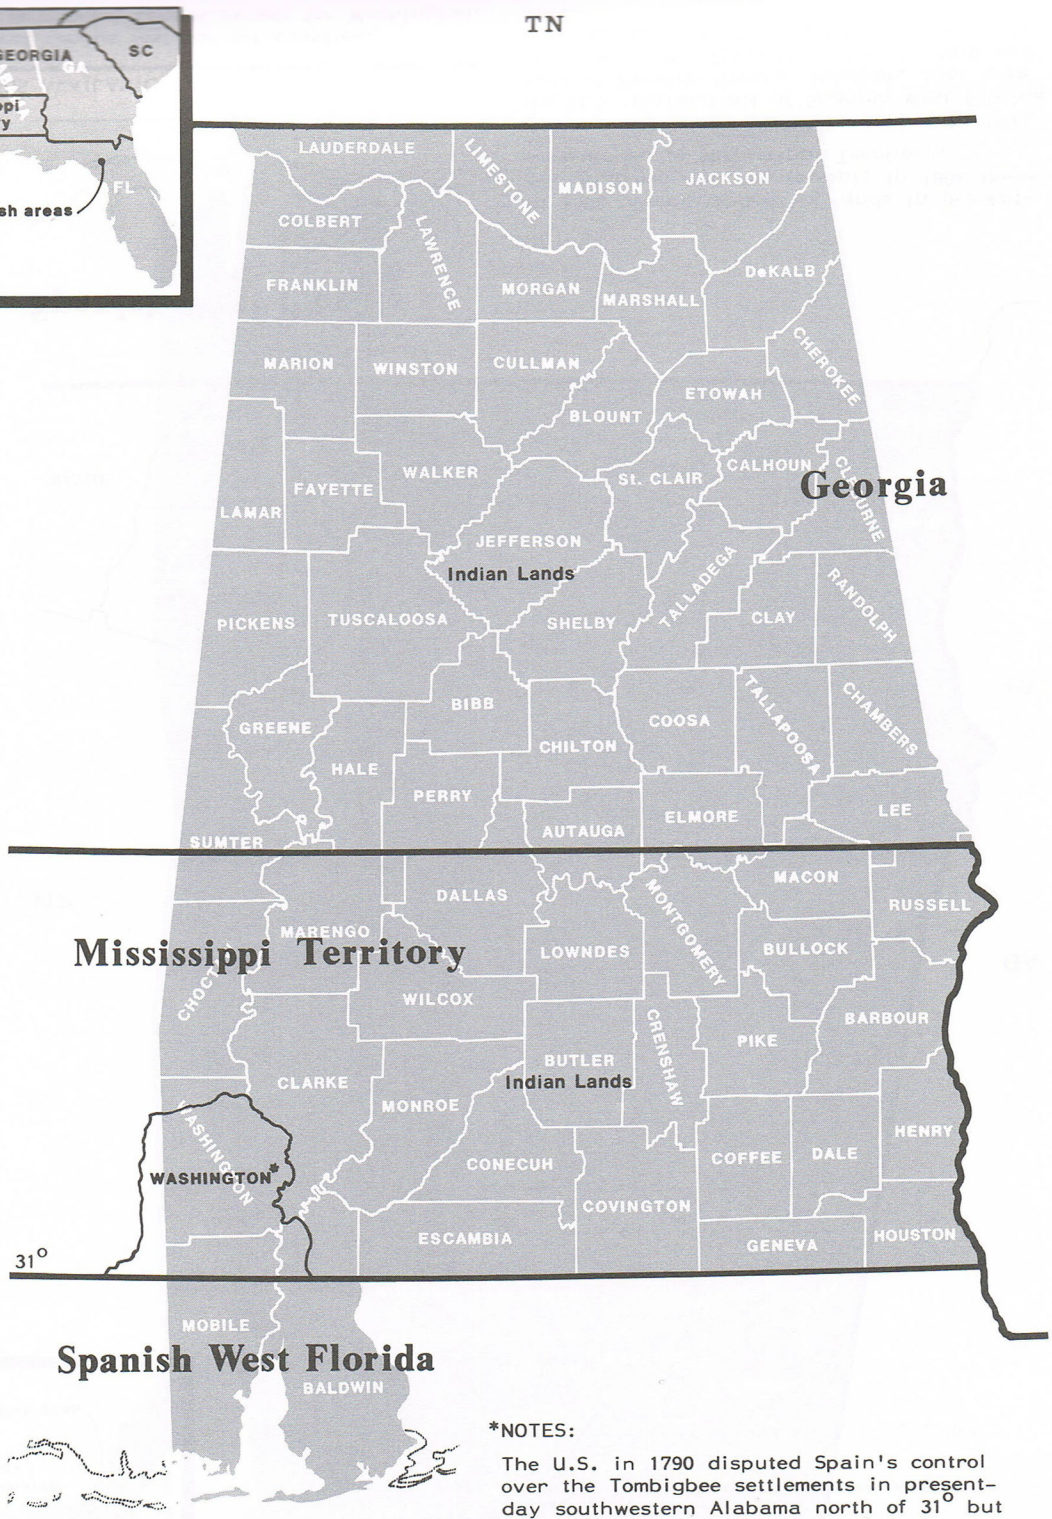 TN
GEORGIA
SC
GA
FL
LAUDERDALE
LIMESTONE
MADISON
JACKSON
COLBERT
LAWRENCE
FRANKLIN
MORGAN
MARSHALL
DeKALB
MARION
WINSTON
CULLMAN
CHEROKEE
ETOWAH
BLOUNT
WALKER
St. CLAIR
CALHOUN
CLEBURNE
Georgia
FAYETTE
LAMAR
JEFFERSON
Indian Lands
TALLADEGA
RANDOLPH
PICKENS
TUSCALOOSA
SHELBY
CLAY
BIBB
GREENE
COOSA
TALLAPOOSA
CHAMBERS
CHILTON
HALE
PERRY
AUTAUGA
ELMORE
LEE
SUMTER
MACON
DALLAS
MONTGOMERY
RUSSELL
MARENGO
LOWNDES
BULLOCK
Mississippi Territory
CHOCT
WILCOX
BARBOUR
CRENSHAW
PIKE
BUTLER
Indian Lands
CLARKE
MONROE
WASHINGTON
HENRY
CONECUH
COFFEE
DALE
WASHINGTON*
COVINGTON
ESCAMBIA
GENEVA
HOUSTON
31°
MOBILE
Spanish West Florida
BALDWIN
*NOTES:
The U.S. in 1790 disputed Spain's control
over the Tombigbee settlements in present-
day southwestern Alabama north of 31° but